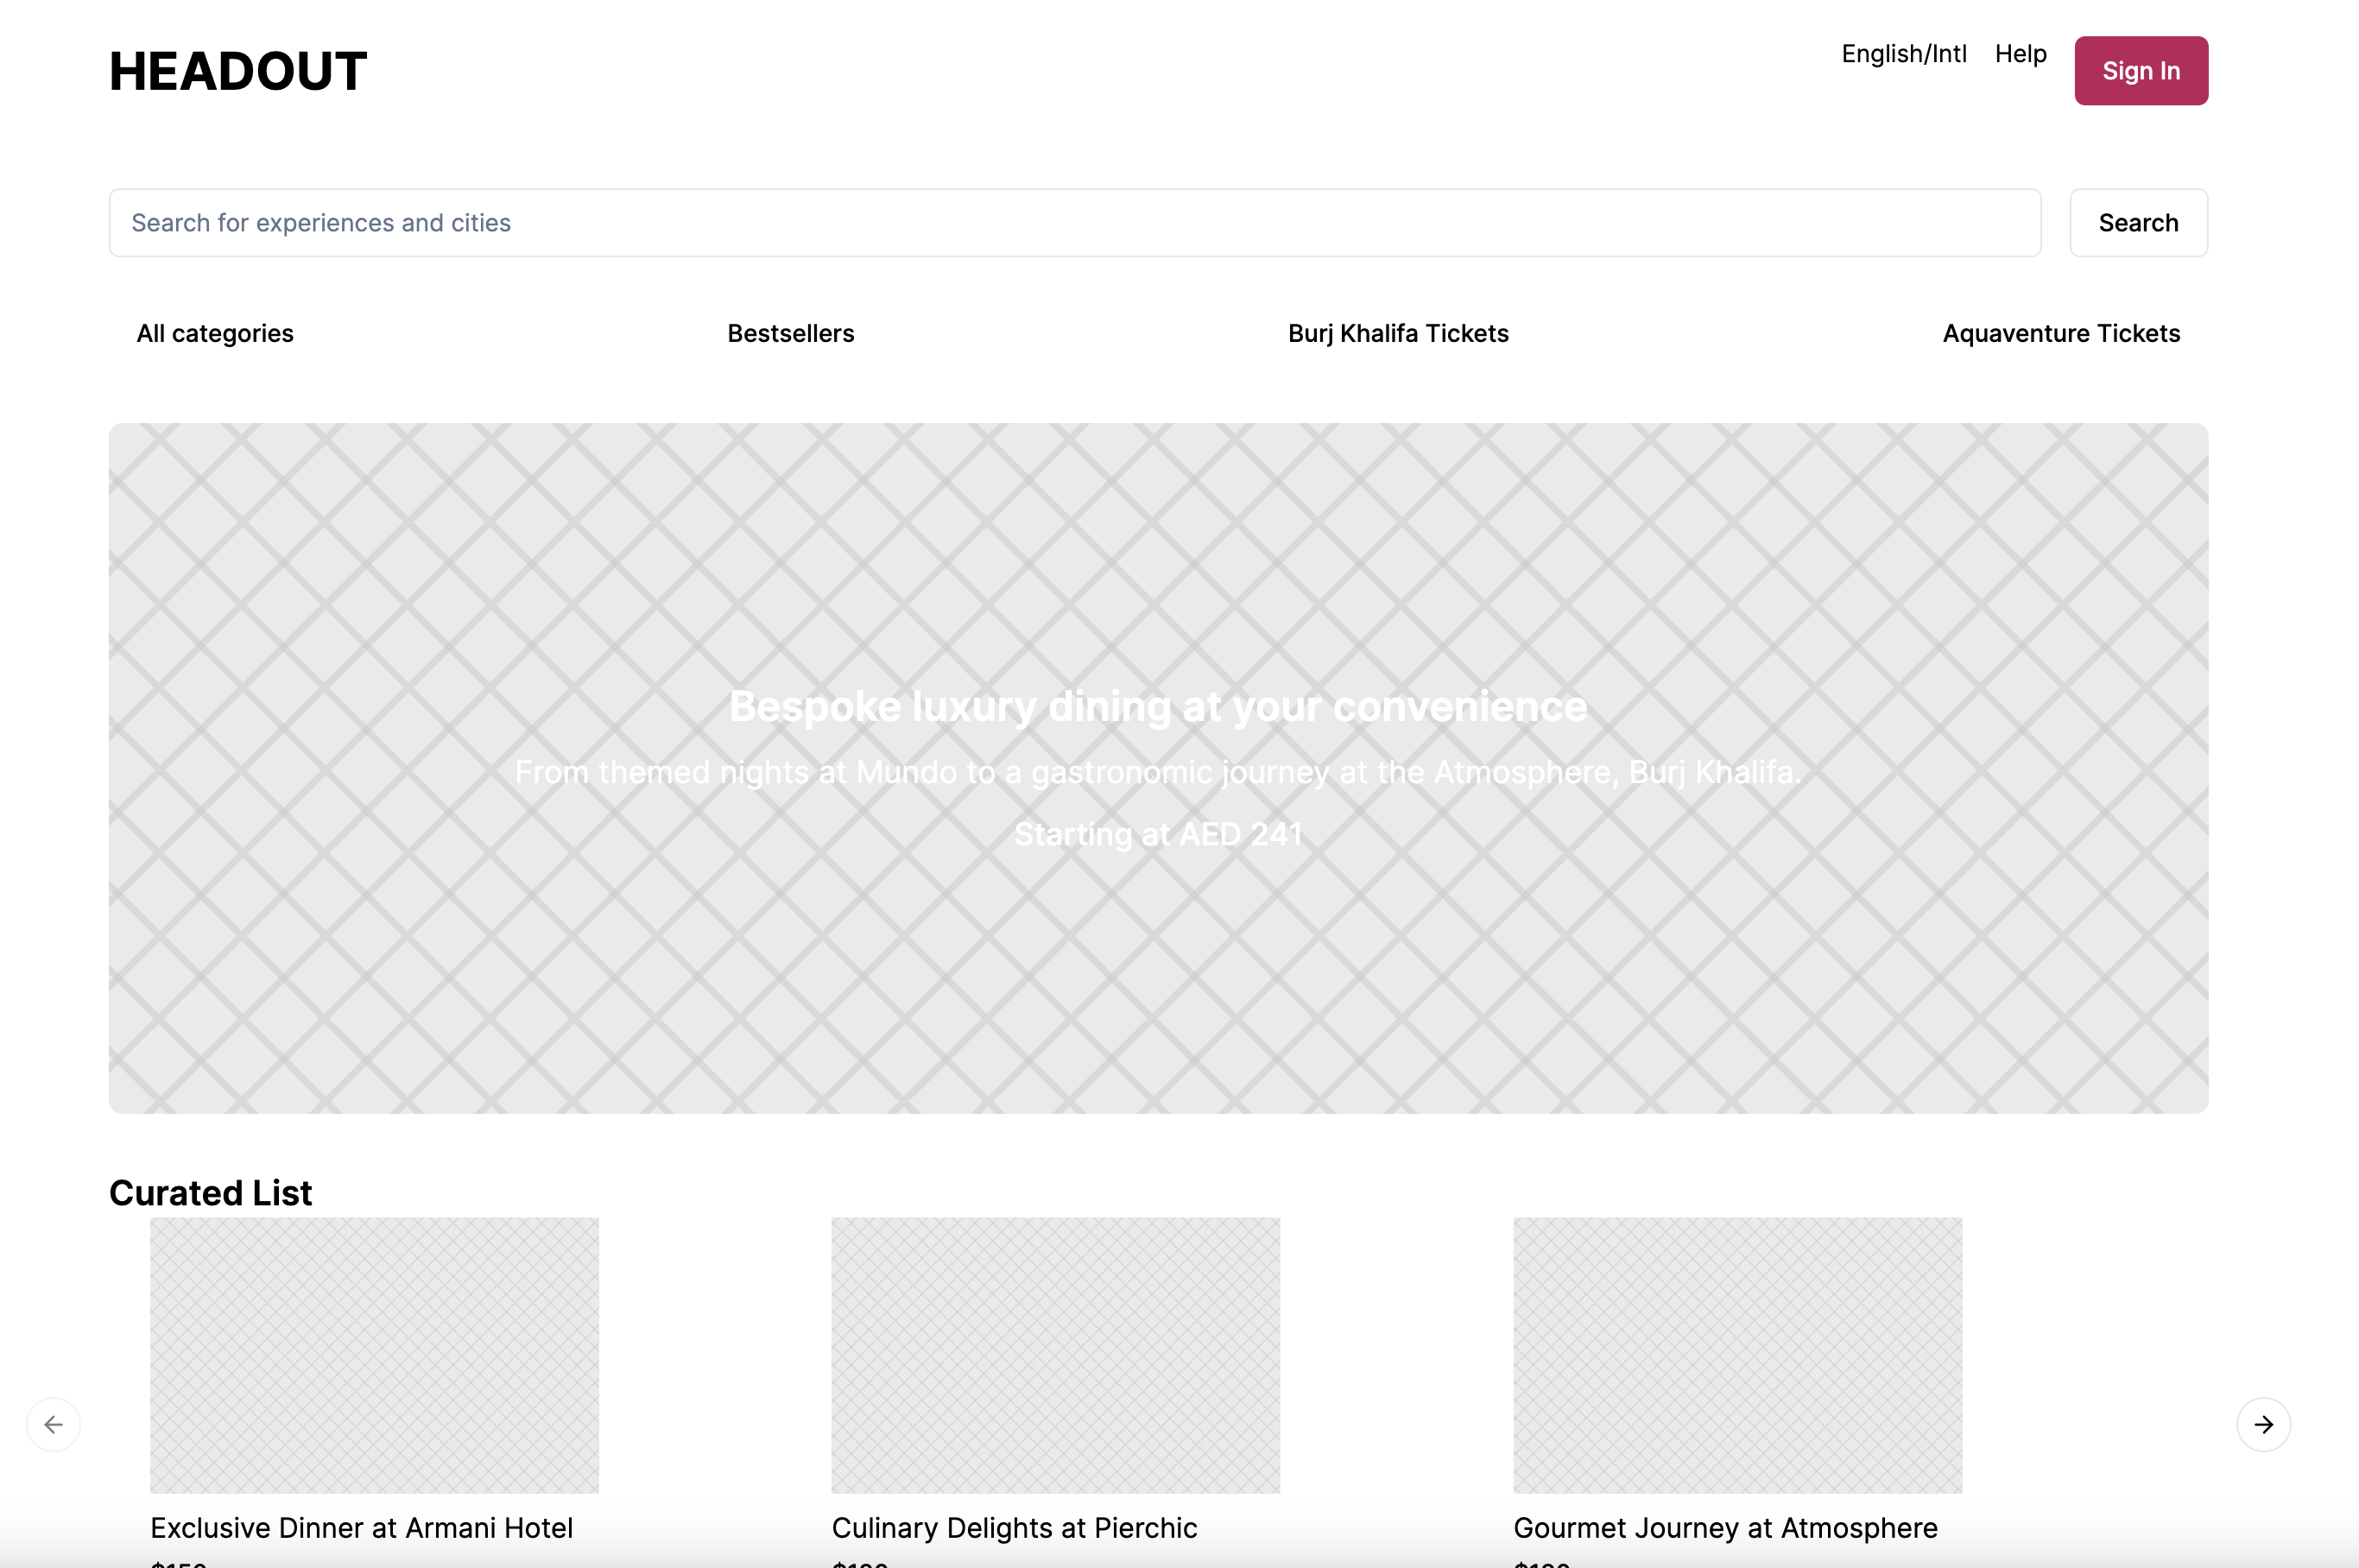 HEADOUT
English/Intl Help Sign In
Search for experiences and cities Search
All categories Bestsellers Burj Khalifa Tickets Aquaventure Tickets
Bespoke luxury dining at your convenience
From themed nights at Mundo to a gastronomic journey at the Atmosphere, Burj Khalifa.
Starting at AED 241
Curated List
Exclusive Dinner at Armani Hotel Culinary Delights at Pierchic Gourmet Journey at Atmosphere